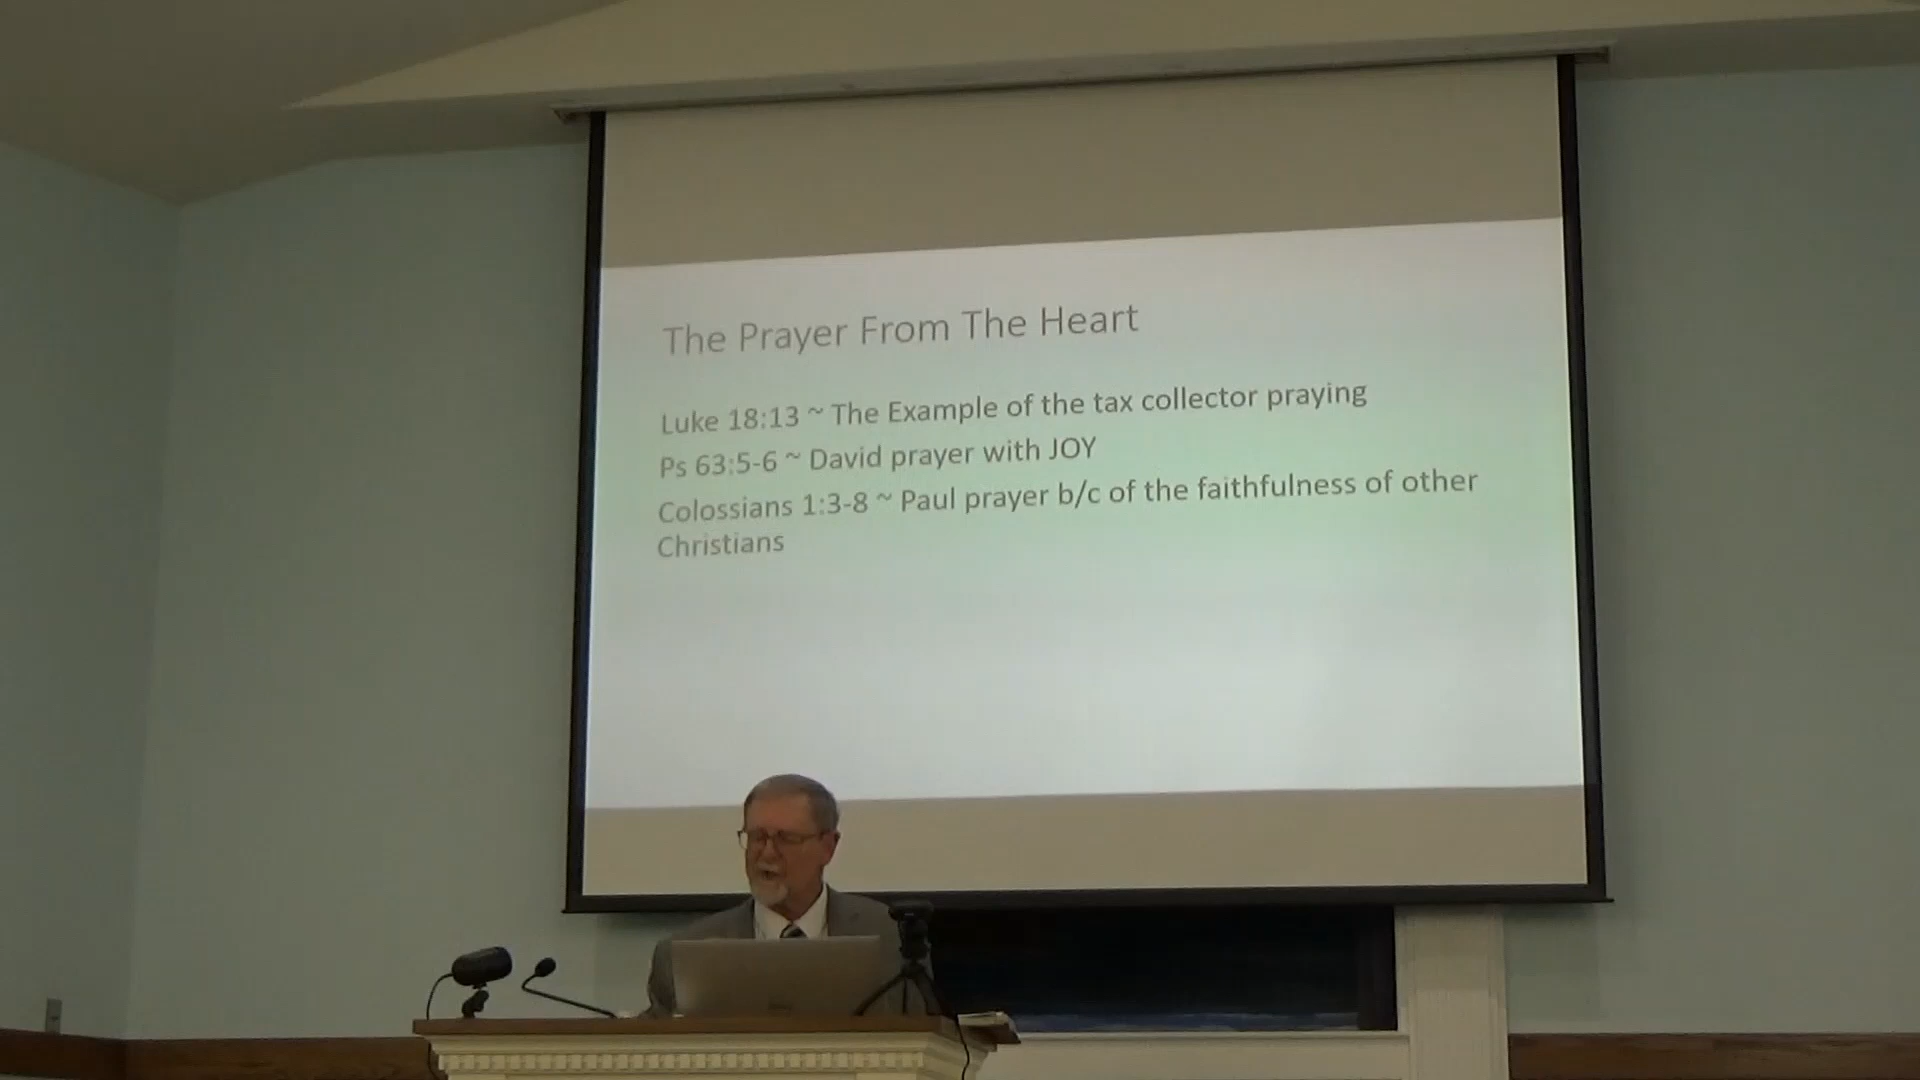 The Prayer From The Heart
Luke 18:13 ~ The Example of the tax collector praying
Ps 63:5-6 ~ David prayer with JOY
Colossians 1:3-8 ~ Paul prayer b/c of the faithfulness of other
Christians